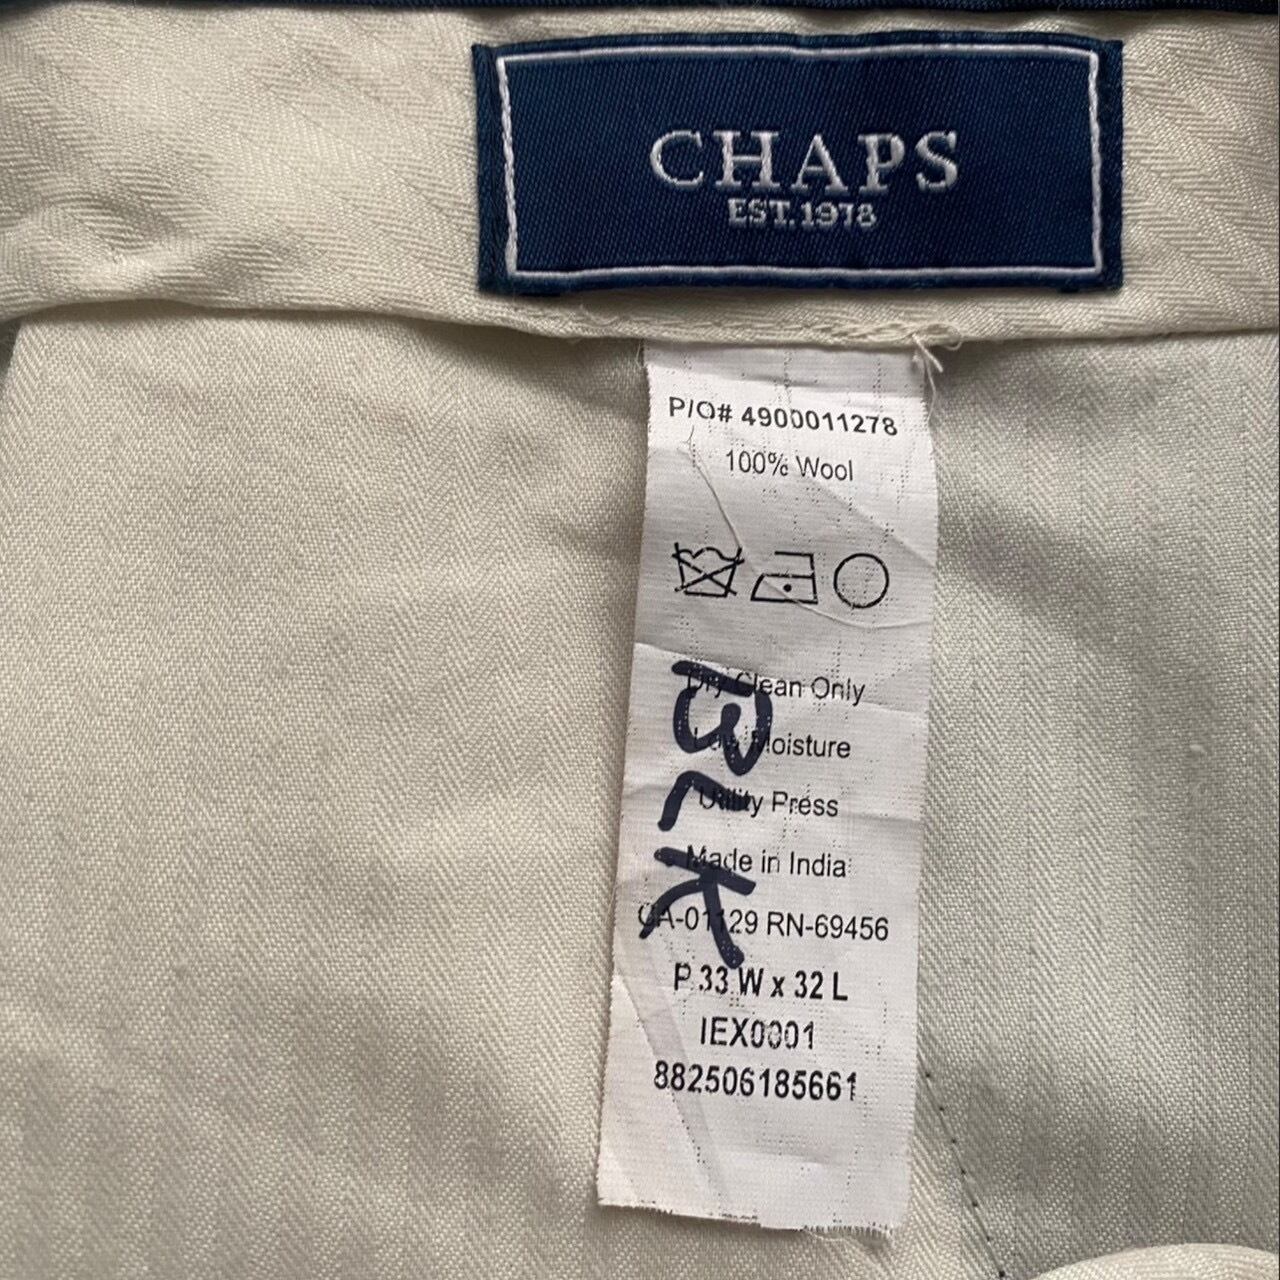 CHAPS
EST.1978
P/O# 4900011278
100% Wool
Dry Clean Only
Low Moisture
Utility Press
Made in India
CA-01129 RN-69456
P 33 W x 32 L
IEX0001
882506185661
BLK